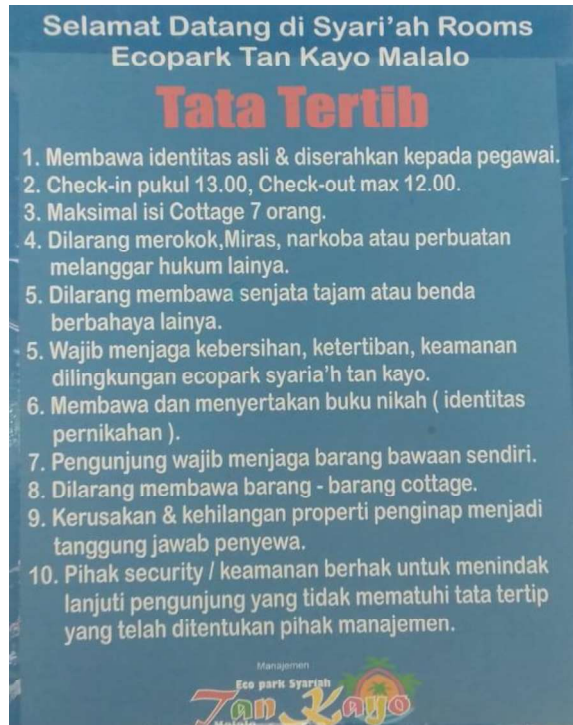 Selamat Datang di Syari'ah Rooms
Ecopark Tan Kayo Malalo
Tata Tertib
1. Membawa identitas asli & diserahkan kepada pegawai.
2. Check-in pukul 13.00, Check-out max 12.00.
3. Maksimal isi Cottage 7 orang.
4. Dilarang merokok,Miras, narkoba atau perbuatan
melanggar hukum lainya.
5. Dilarang membawa senjata tajam atau benda
berbahaya lainya.
5. Wajib menjaga kebersihan, ketertiban, keamanan
dilingkungan ecopark syaria'h tan kayo.
6. Membawa dan menyertakan buku nikah ( identitas
pernikahan ).
7. Pengunjung wajib menjaga barang bawaan sendiri.
8. Dilarang membawa barang - barang cottage.
9. Kerusakan & kehilangan properti penginap menjadi
tanggung jawab penyewa.
10. Pihak security / keamanan berhak untuk menindak
lanjuti pengunjung yang tidak mematuhi tata tertip
yang telah ditentukan pihak manajemen.
Manajemen
Eco park Syariah
Tan Kayo
Malalo